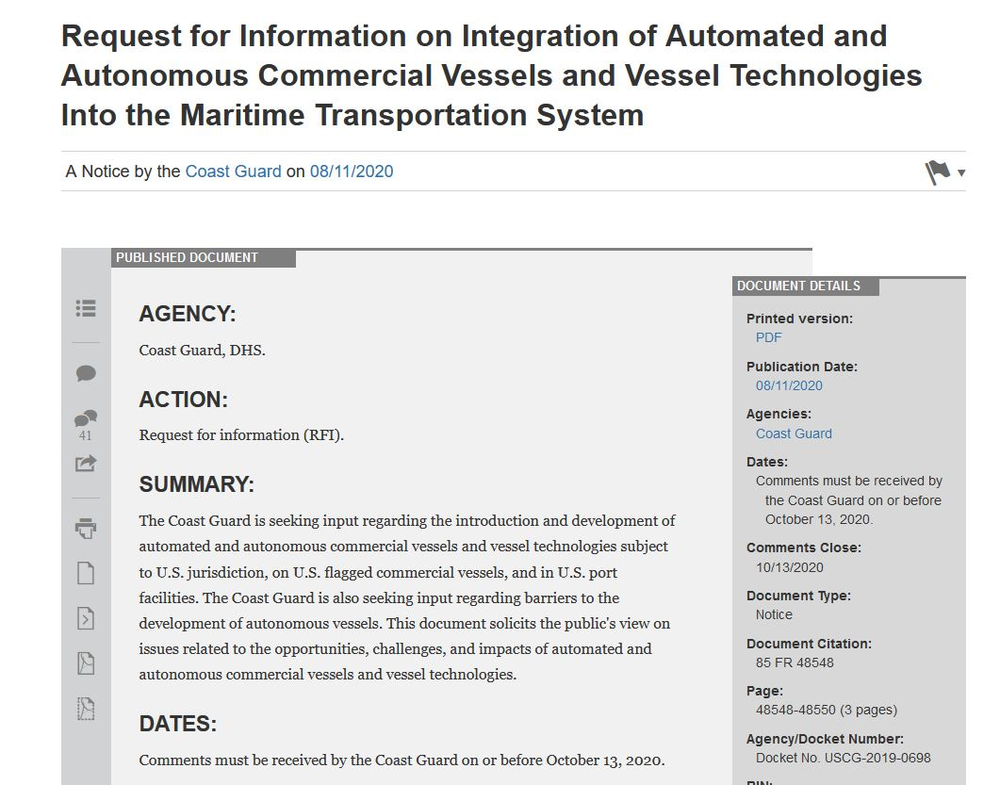 Request for Information on Integration of Automated and
Autonomous Commercial Vessels and Vessel Technologies
Into the Maritime Transportation System
A Notice by the Coast Guard on 08/11/2020
PUBLISHED DOCUMENT
41
AGENCY:
Coast Guard, DHS.
ACTION:
Request for information (RFI).
SUMMARY:
The Coast Guard is seeking input regarding the introduction and development of
automated and autonomous commercial vessels and vessel technologies subject
to U.S. jurisdiction, on U.S. flagged commercial vessels, and in U.S. port
facilities. The Coast Guard is also seeking input regarding barriers to the
development of autonomous vessels. This document solicits the public's view on
issues related to the opportunities, challenges, and impacts of automated and
autonomous commercial vessels and vessel technologies.
DATES:
Comments must be received by the Coast Guard on or before October 13, 2020.
DOCUMENT DETAILS
Printed version:
PDF
Publication Date:
08/11/2020
Agencies:
Coast Guard
Dates:
Comments must be received by
the Coast Guard on or before
October 13, 2020.
Comments Close:
10/13/2020
Document Type:
Notice
Document Citation:
85 FR 48548
Page:
48548-48550 (3 pages)
Agency/Docket Number:
Docket No. USCG-2019-0698